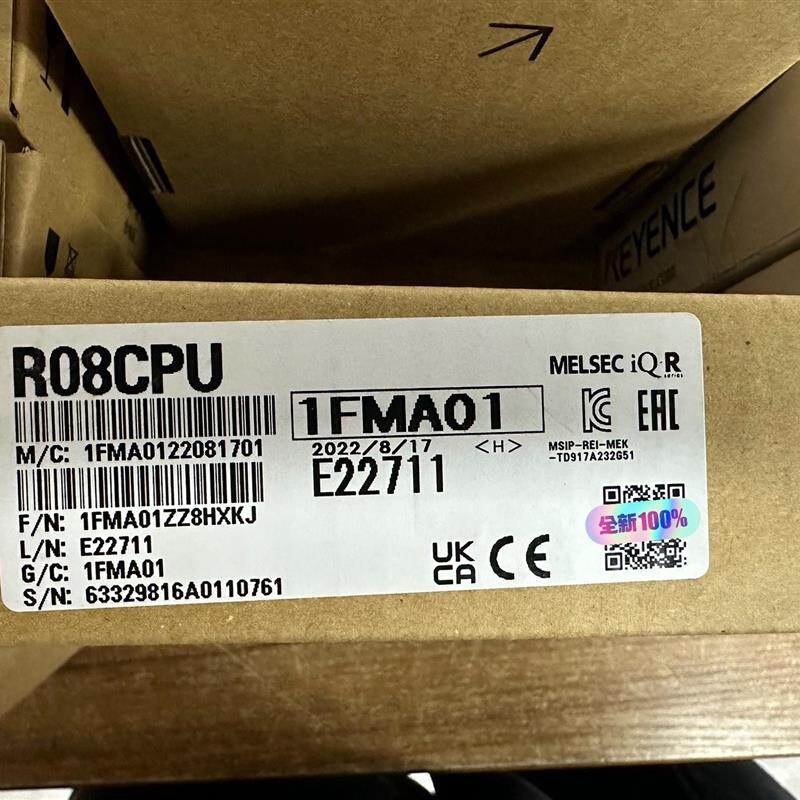 KEYENCE
R08CPU
MELSEC iQ-R
series
1FMA01
M/C: 1FMA0122081701
2022/8/17 <H>
MSIP-REI-MEK
-TD917A232G51
E22711
F/N: 1FMA01ZZ8HXKJ
全新100%
L/N: E22711
G/C: 1FMA01
UK
CA CE
S/N: 63329816A0110761
EAC